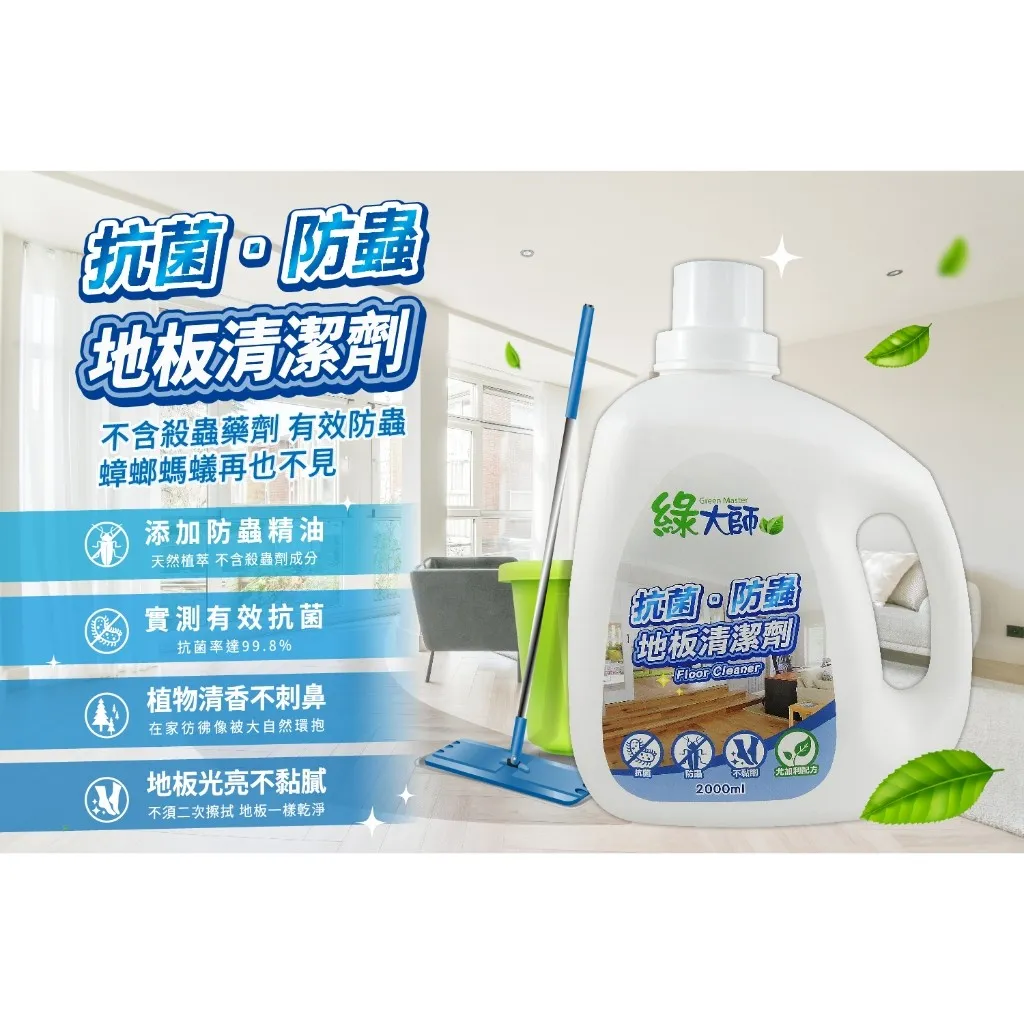 抗菌。防蟲
地板清潔劑
不含殺蟲藥劑 有效防蟲
蟑螂螞蟻再也不見
添加防蟲精油
天然植萃 不含殺蟲劑成分
實測有效抗菌
抗菌率達99.8%
植物清香不刺鼻
在家彷彿像被大自然環抱
地板光亮不黏膩
不須二次擦拭 地板一樣乾淨
Green Master
綠大師
抗菌。防蟲
地板清潔劑
Floor Cleaner
抗菌 防蟲 不黏膩 尤加利配方
2000ml